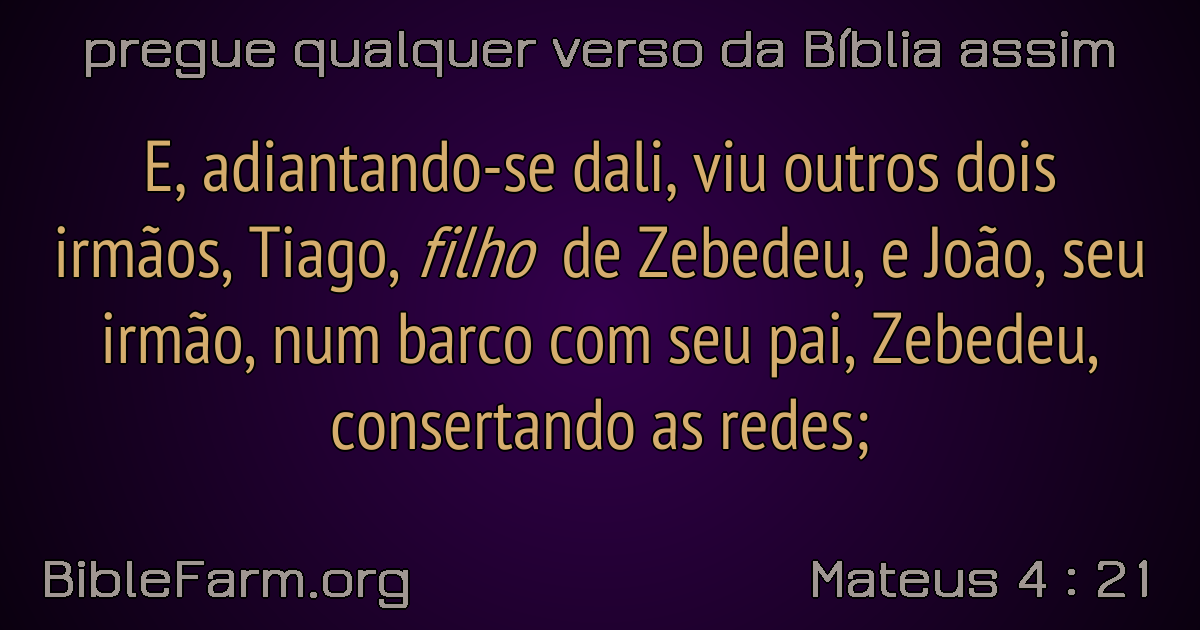 pregue qualquer verso da Bíblia assim
E, adiantando-se dali, viu outros dois
irmãos, Tiago, filho de Zebedeu, e João, seu
irmão, num barco com seu pai, Zebedeu,
consertando as redes;
BibleFarm.org
Mateus 4 : 21